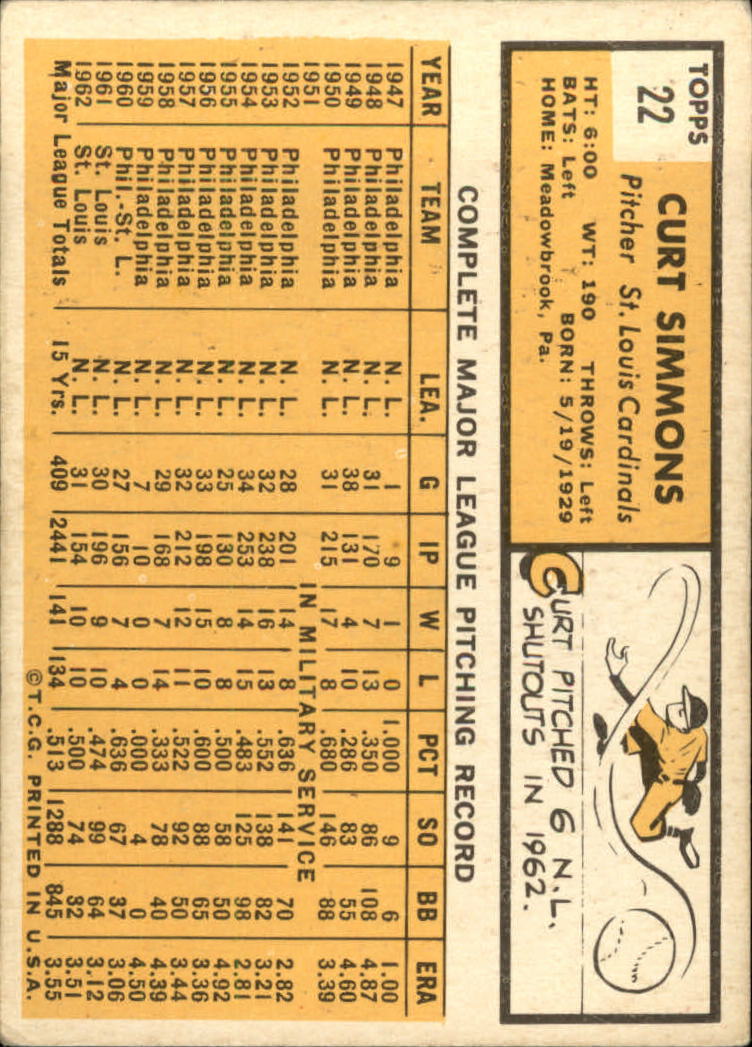 TOPPS
22
CURT SIMMONS
Pitcher St. Louis Cardinals
HT: 6:00 WT: 190 THROWS: Left
BATS: Left BORN: 5/19/1929
HOME: Meadowbrook, Pa.
CURT PITCHED 6 N.L.
SHUTOUTS IN 1962.
COMPLETE MAJOR LEAGUE PITCHING RECORD
YEAR TEAM LEA. G IP W L PCT SO BB ERA
1947 Philadelphia N. L. 1 9 1 0 1.000 9 6 1.00
1948 Philadelphia N. L. 31 170 7 13 .350 86 108 4.87
1949 Philadelphia N. L. 38 131 4 10 .286 83 55 4.60
1950 Philadelphia N. L. 31 215 17 8 .680 146 88 3.39
1951 IN MILITARY SERVICE
1952 Philadelphia N. L. 28 201 14 8 .636 141 70 2.82
1953 Philadelphia N. L. 32 238 16 13 .552 138 82 3.21
1954 Philadelphia N. L. 34 253 14 15 .483 125 98 2.81
1955 Philadelphia N. L. 25 130 8 8 .500 58 50 4.92
1956 Philadelphia N. L. 33 198 15 10 .600 88 65 3.36
1957 Philadelphia N. L. 32 212 12 11 .522 92 50 3.44
1958 Philadelphia N. L. 29 168 7 14 .333 78 40 4.39
1959 Philadelphia N. L. 7 10 0 0 .000 4 0 4.50
1960 Phil.-St. L. N. L. 27 156 7 4 .636 67 37 3.06
1961 St. Louis N. L. 30 196 9 10 .474 99 64 3.12
1962 St. Louis N. L. 31 154 10 10 .500 74 32 3.51
Major League Totals 15 Yrs. 409 2441 141 134 .513 1288 845 3.55
©T.C.G. PRINTED IN U.S.A.